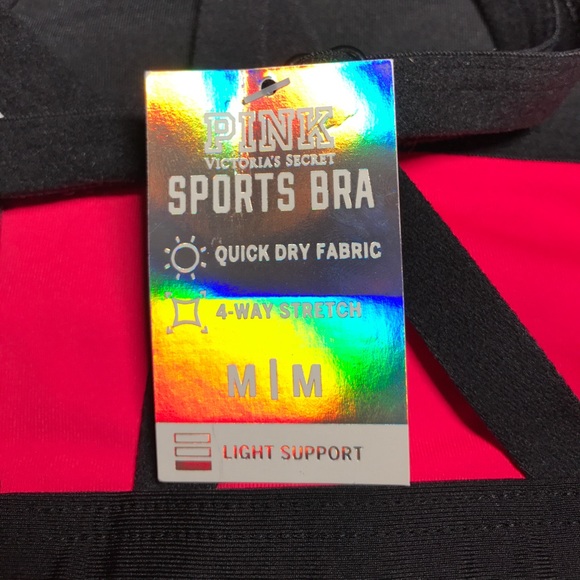 PINK
VICTORIA'S SECRET
SPORTS BRA
QUICK DRY FABRIC
4-WAY STRETCH
M | M
LIGHT SUPPORT